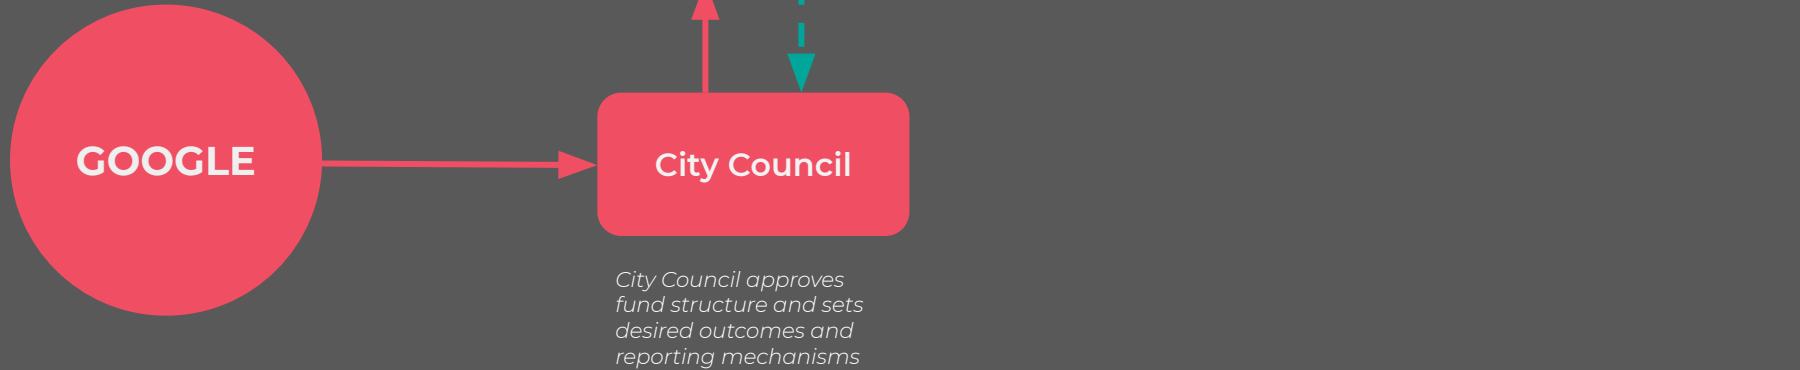 GOOGLE
City Council
City Council approves
fund structure and sets
desired outcomes and
reporting mechanisms